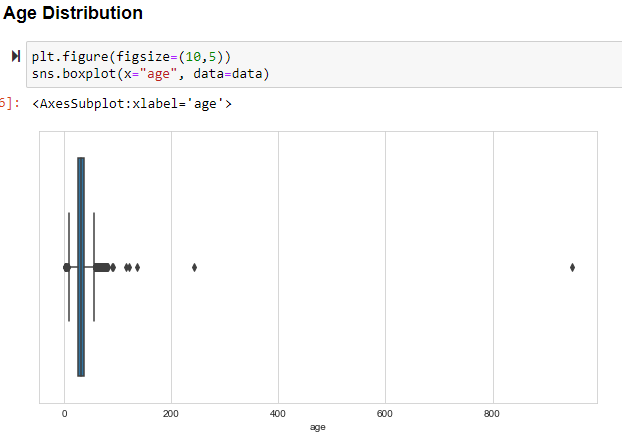 Age Distribution
plt.figure(figsize=(10,5))
sns.boxplot(x="age", data=data)
6]: <AxesSubplot:xlabel='age'>
0 200 400 600 800
age